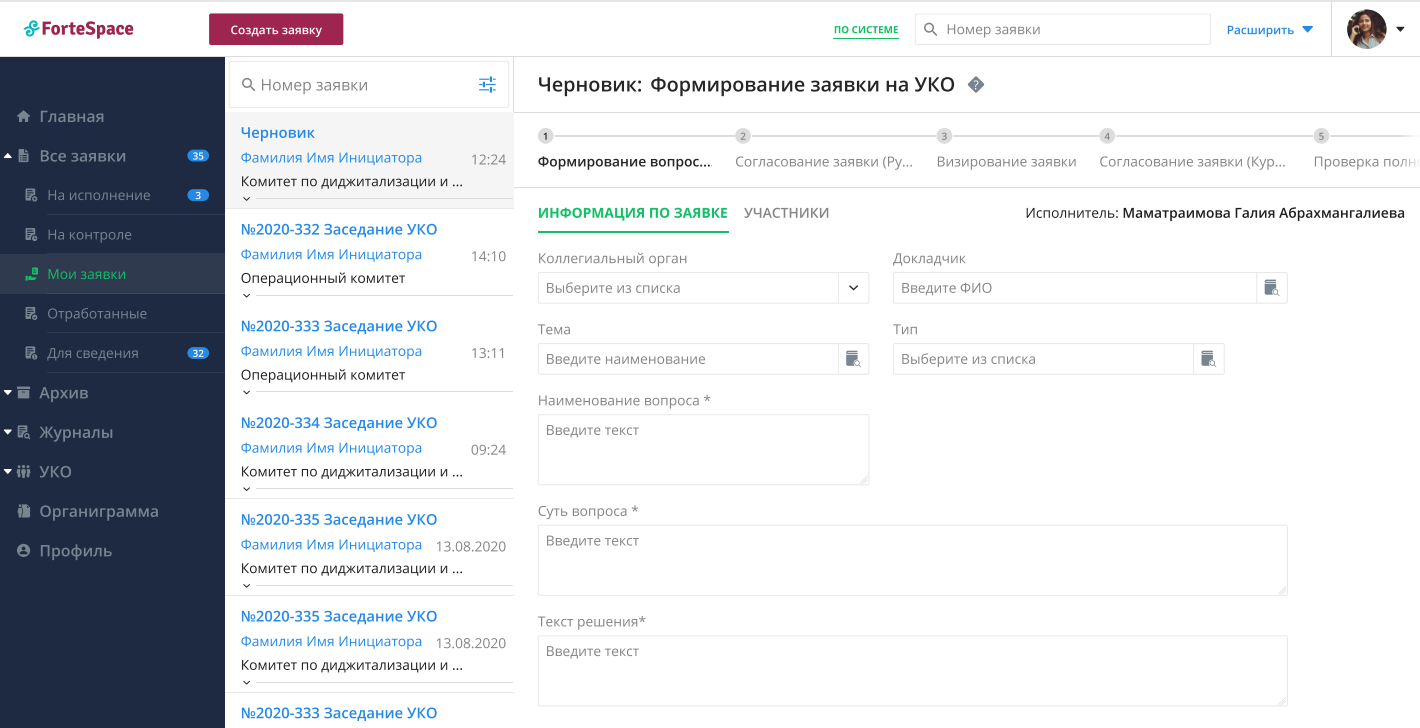 ForteSpace
Создать заявку
ПО СИСТЕМЕ
Номер заявки
Расширить
Главная
Все заявки 35
На исполнение 3
На контроле
Мои заявки
Отработанные
Для сведения 32
Архив
Журналы
УКО
Органиграмма
Профиль
Номер заявки
Черновик
Фамилия Имя Инициатора 12:24
Комитет по диджитализации и ...
№2020-332 Заседание УКО
Фамилия Имя Инициатора 14:10
Операционный комитет
№2020-333 Заседание УКО
Фамилия Имя Инициатора 13:11
Операционный комитет
№2020-334 Заседание УКО
Фамилия Имя Инициатора 09:24
Комитет по диджитализации и ...
№2020-335 Заседание УКО
Фамилия Имя Инициатора 13.08.2020
Комитет по диджитализации и ...
№2020-335 Заседание УКО
Фамилия Имя Инициатора 13.08.2020
Комитет по диджитализации и ...
№2020-333 Заседание УКО
Черновик: Формирование заявки на УКО ?
1 2 3 4 5
Формирование вопрос... Согласование заявки (Ру... Визирование заявки Согласование заявки (Кур... Проверка полн
ИНФОРМАЦИЯ ПО ЗАЯВКЕ УЧАСТНИКИ Исполнитель: Маматраимова Галия Абрахмангалиева
Коллегиальный орган Докладчик
Выберите из списка Введите ФИО
Тема Тип
Введите наименование Выберите из списка
Наименование вопроса *
Введите текст
Суть вопроса *
Введите текст
Текст решения*
Введите текст